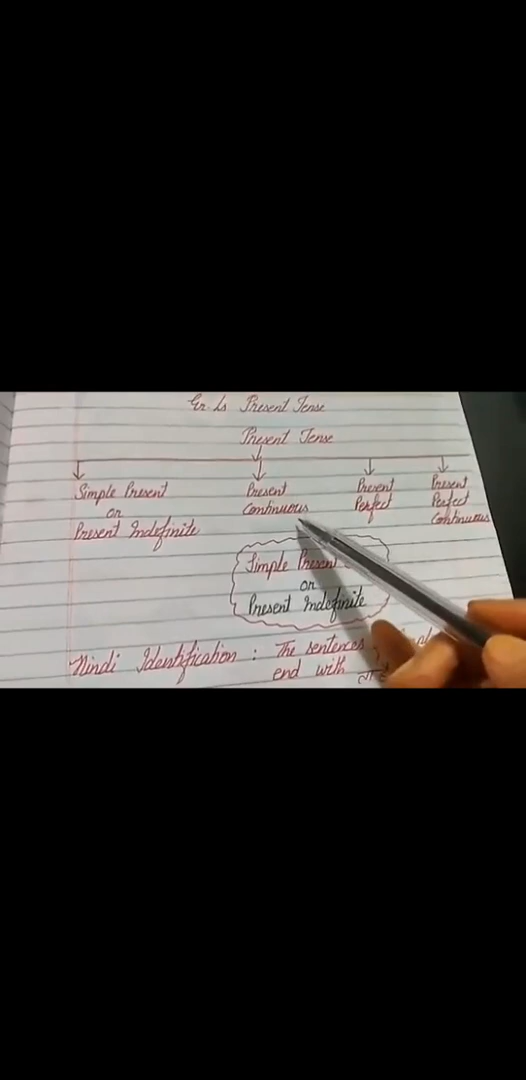 Gr. Ls Present Tense
Present Tense
Simple Present
or
Present Indefinite
Present
Continuous
Present
Perfect
Present
Perfect
Continuous
Simple Present
or
Present Indefinite
Hindi Identification : The sentences
end with